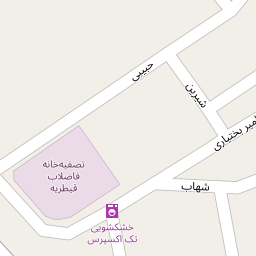 حبیبی
شیرین
امیر بختیاری
تصفیه‌خانه
فاضلاب
قیطریه
شهاب
خشکشویی
تک اکسپرس